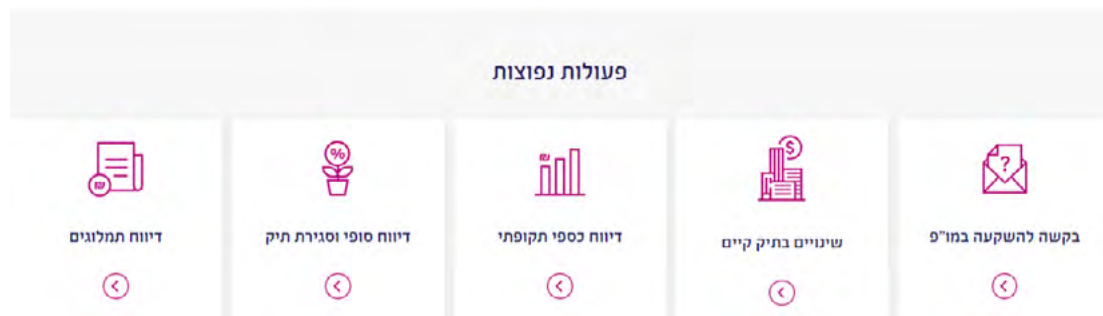 פעולות נפוצות
בקשה להשקעה במו"פ
שינויים בתיק קיים
דיווח כספי תקופתי
דיווח סופי וסגירת תיק
דיווח תמלוגים